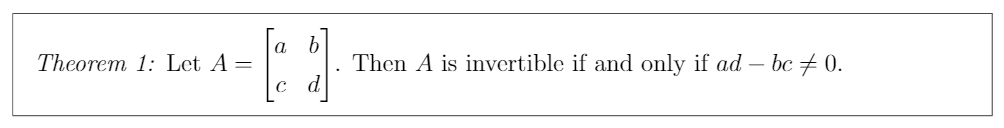 Theorem 1: Let A = [a b; c d]. Then A is invertible if and only if ad − bc ≠ 0.